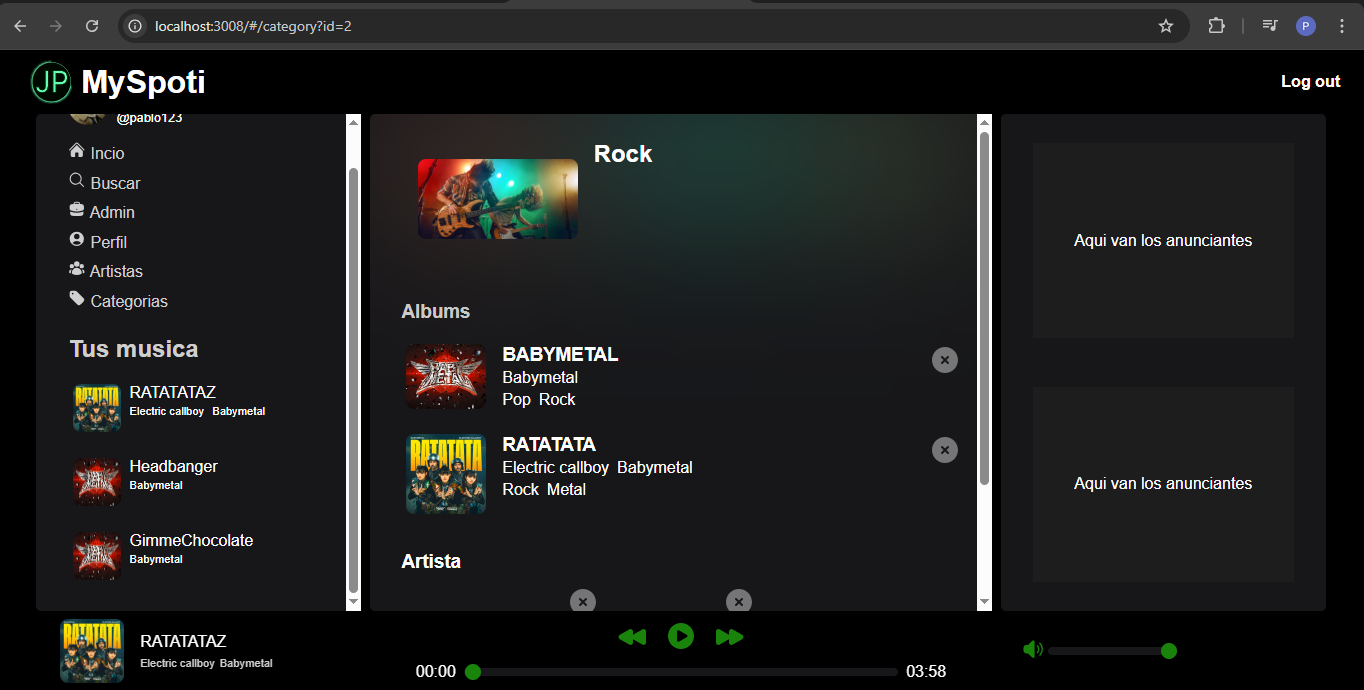 localhost:3008/#/category?id=2
P
JP MySpoti
Log out
@pablo123
Incio
Buscar
Admin
Perfil
Artistas
Categorias
Tus musica
RATATATAZ
Electric callboy Babymetal
Headbanger
Babymetal
GimmeChocolate
Babymetal
Rock
Albums
BABYMETAL
Babymetal
Pop Rock
RATATATA
RATATATA
Electric callboy Babymetal
Rock Metal
Artista
Aqui van los anunciantes
Aqui van los anunciantes
RATATATA
RATATATAZ
Electric callboy Babymetal
00:00
03:58